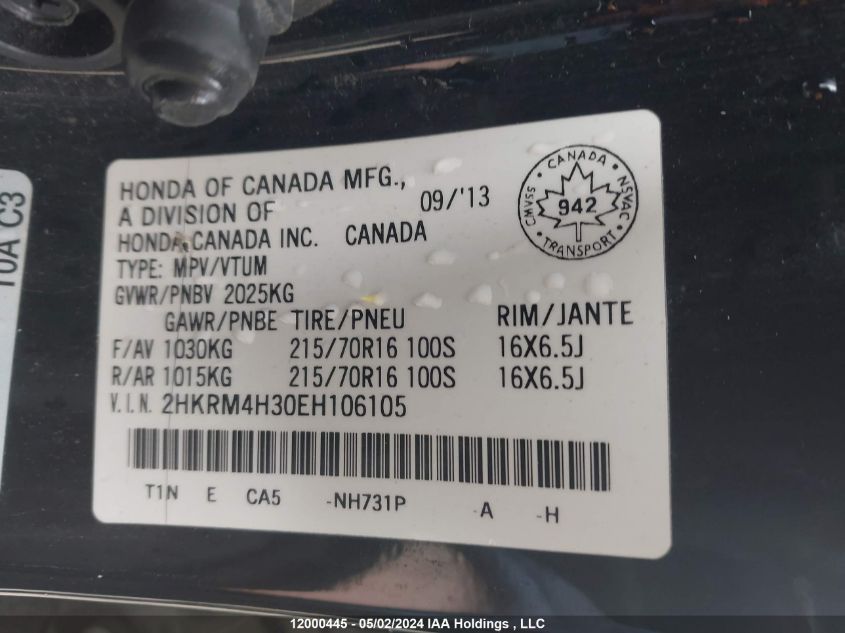 10A C3
HONDA OF CANADA MFG.,
A DIVISION OF 09/'13
HONDA CANADA INC. CANADA
TYPE: MPV/VTUM
GVWR/PNBV 2025KG
GAWR/PNBE TIRE/PNEU RIM/JANTE
F/AV 1030KG 215/70R16 100S 16X6.5J
R/AR 1015KG 215/70R16 100S 16X6.5J
V.I.N. 2HKRM4H30EH106105
T1N E CA5 -NH731P -A -H
CANADA
CMVSS 942 NSVAC
TRANSPORT
12000445 - 05/02/2024 IAA Holdings , LLC